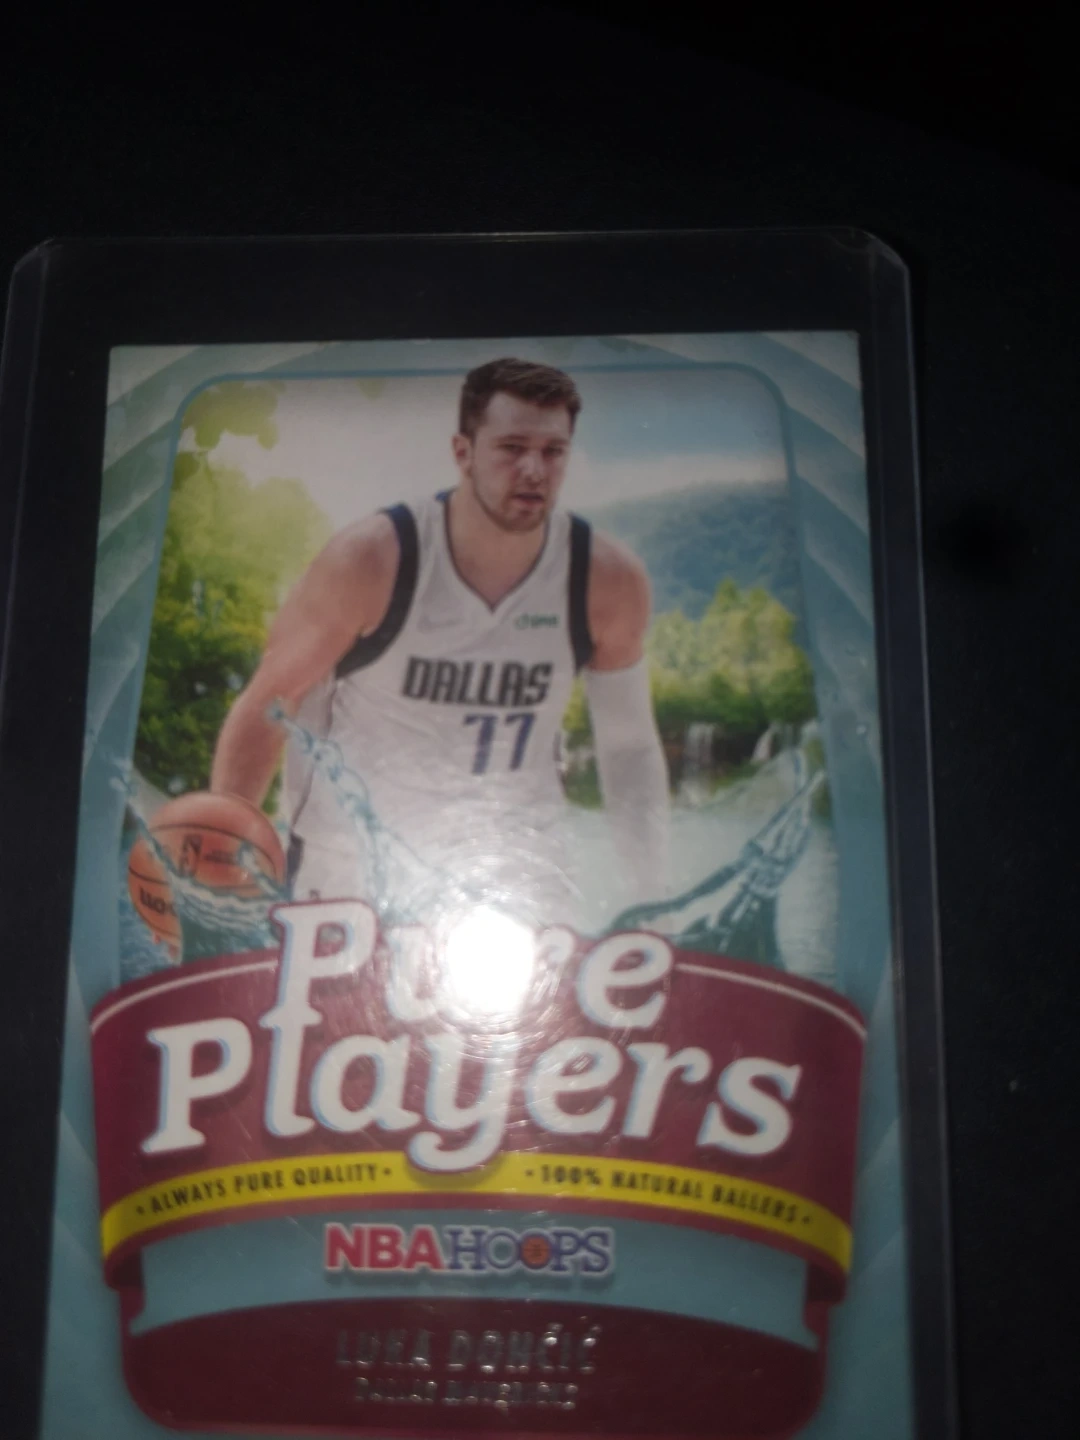 DALLAS
77
Pure
Players
• ALWAYS PURE QUALITY •
• 100% NATURAL BALLERS •
NBA HOOPS
LUKA DONČIĆ
DALLAS MAVERICKS